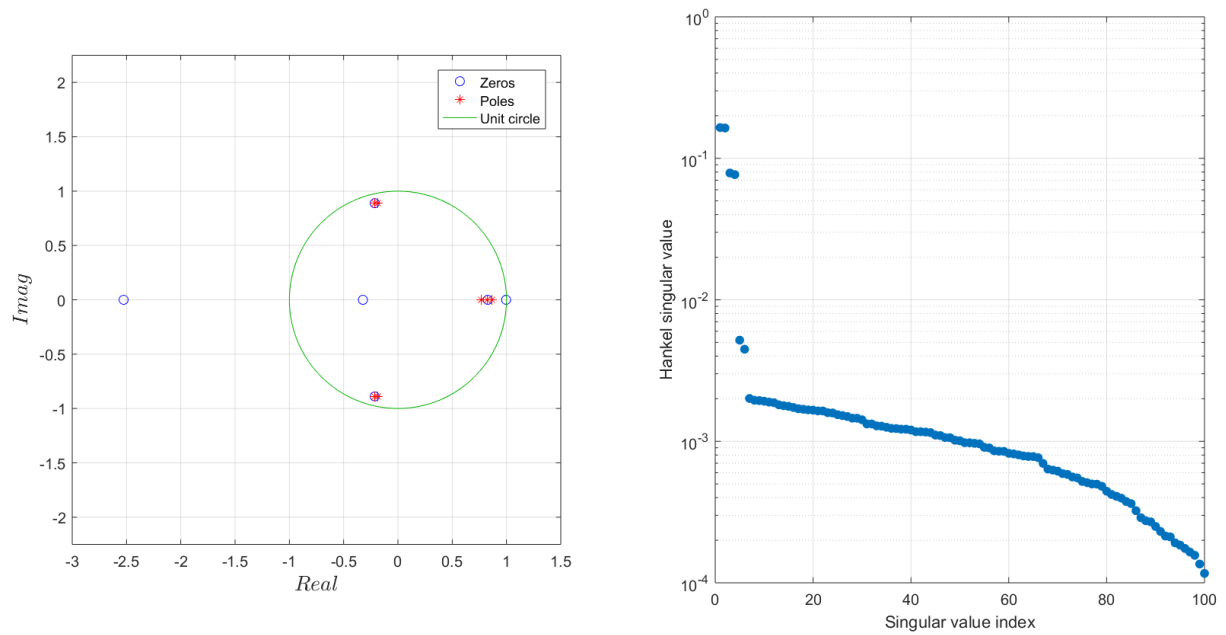 2
1.5
1
0.5
0
-0.5
-1
-1.5
-2
Imag
-3 -2.5 -2 -1.5 -1 -0.5 0 0.5 1 1.5
Real
Zeros
Poles
Unit circle
10^0
10^-1
10^-2
10^-3
10^-4
Hankel singular value
0 20 40 60 80 100
Singular value index